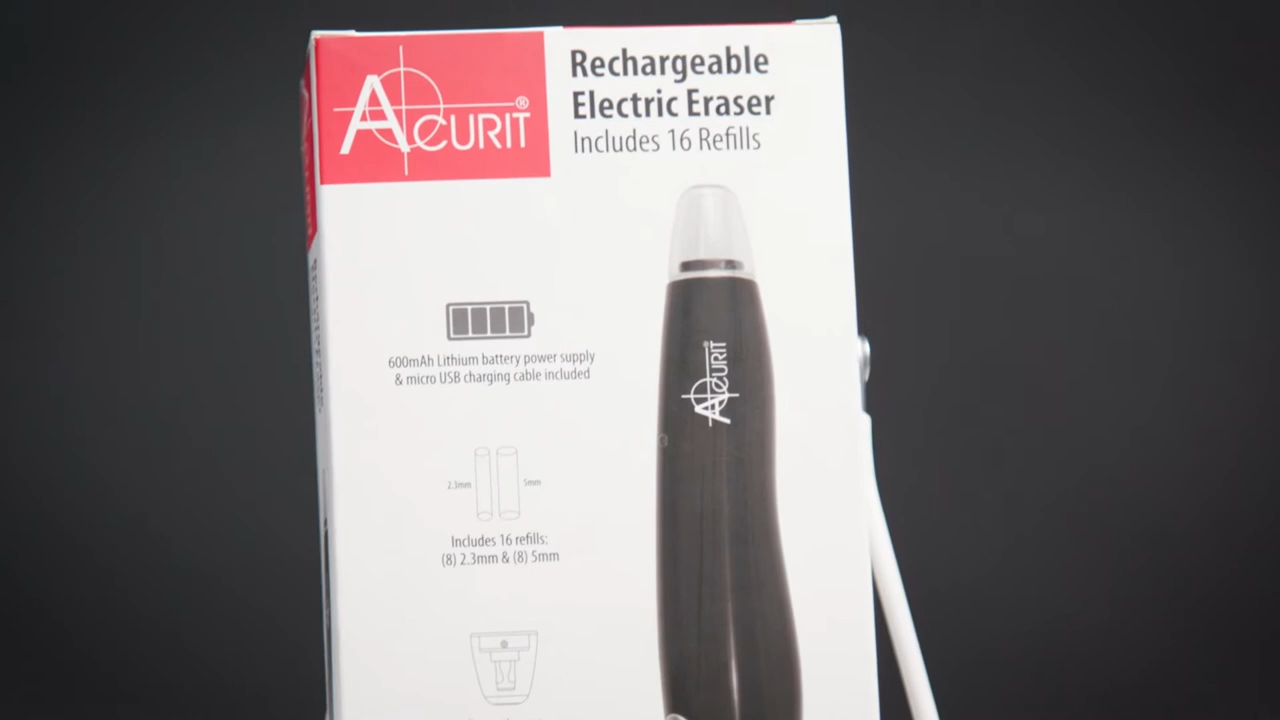 ACURIT®
Rechargeable
Electric Eraser
Includes 16 Refills
ACURIT®
600mAh Lithium battery power supply
& micro USB charging cable included
2.3mm 5mm
Includes 16 refills:
(8) 2.3mm & (8) 5mm